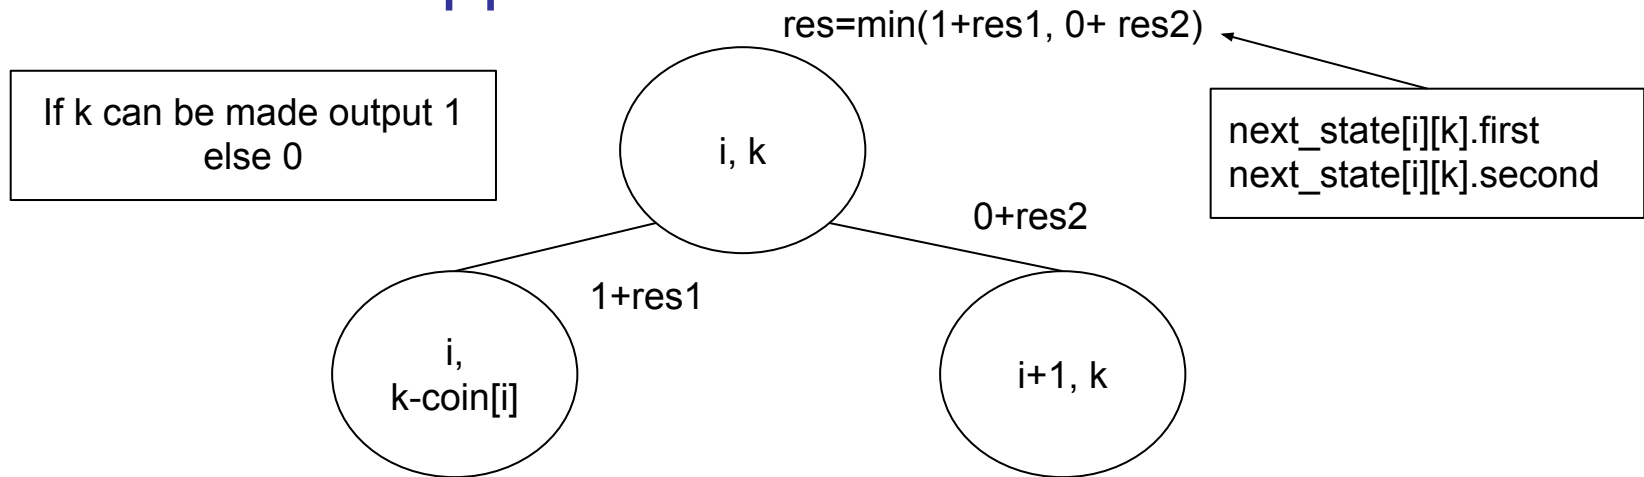 res=min(1+res1, 0+ res2)
If k can be made output 1
else 0
i, k
next_state[i][k].first
next_state[i][k].second
0+res2
1+res1
i,
k-coin[i]
i+1, k